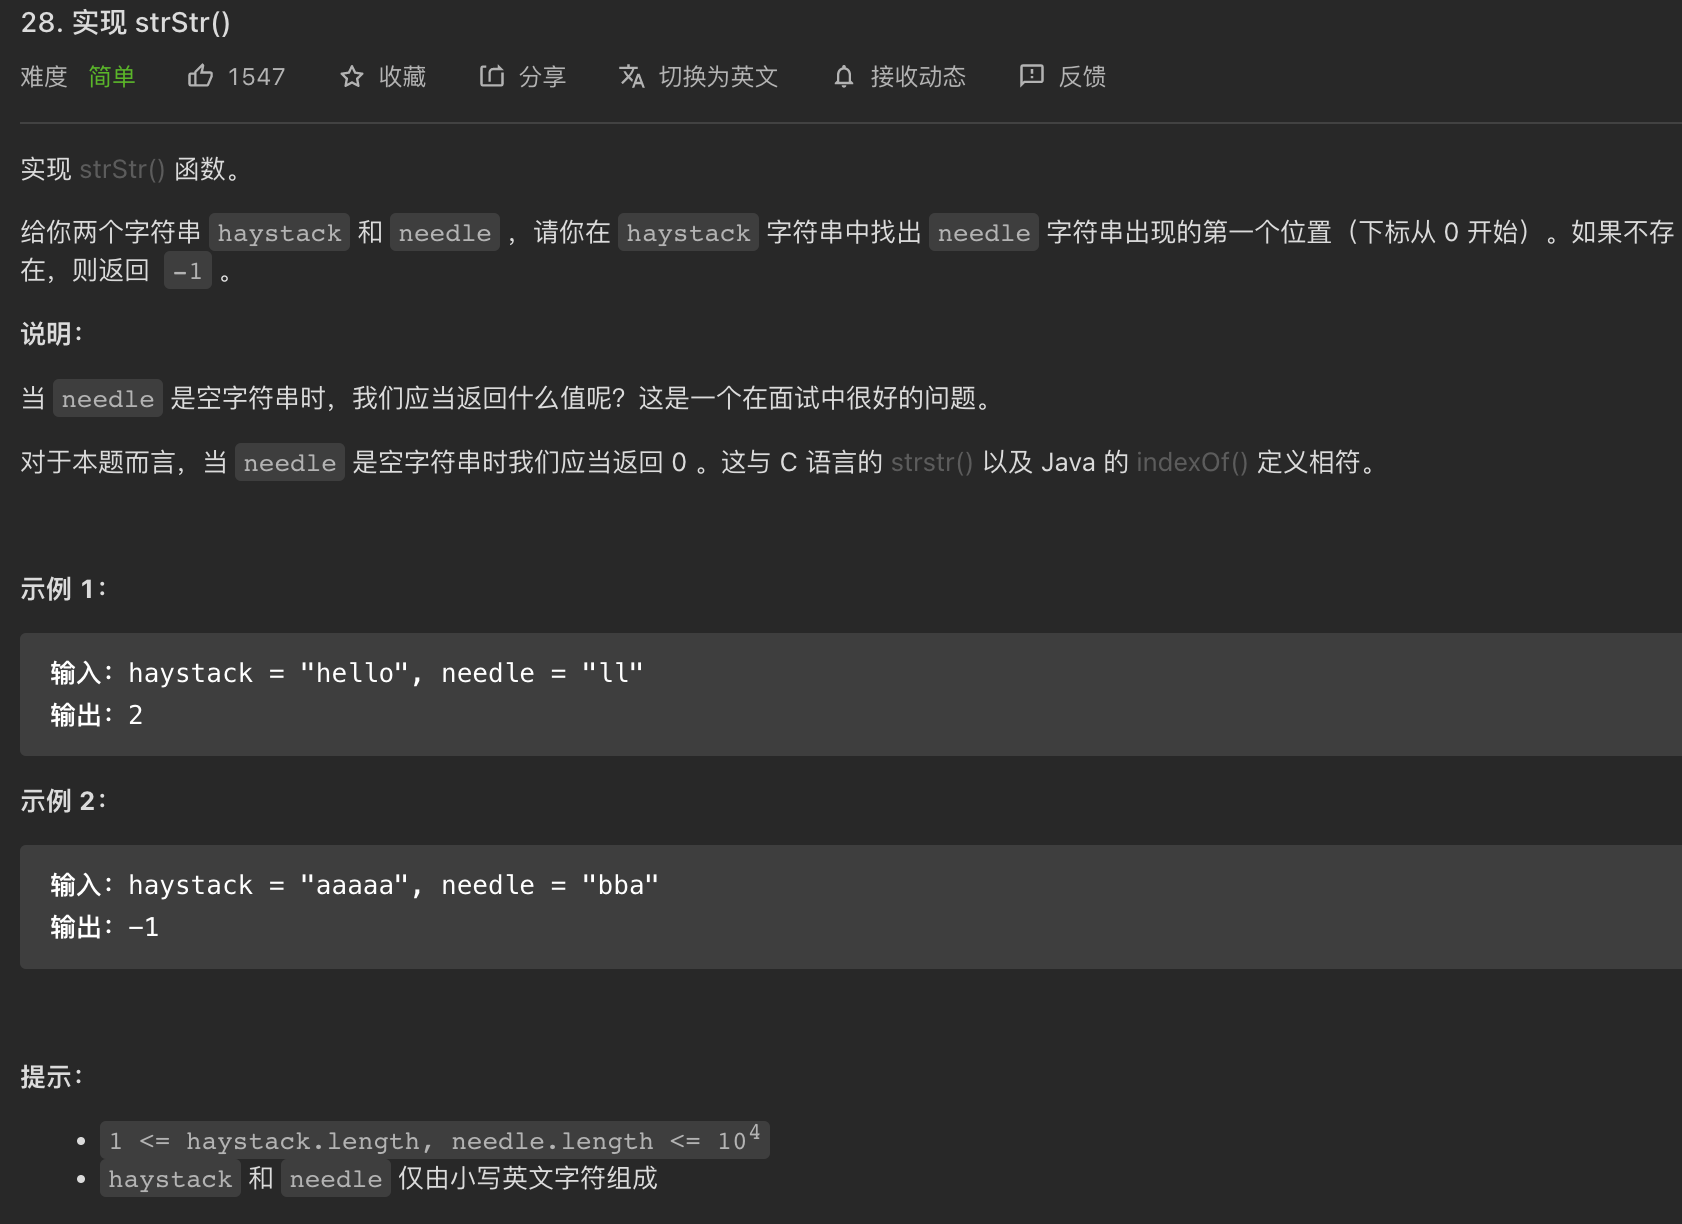 28. 实现 strStr()
难度 简单 1547 收藏 分享 切换为英文 接收动态 反馈
实现 strStr() 函数。
给你两个字符串 haystack 和 needle ，请你在 haystack 字符串中找出 needle 字符串出现的第一个位置（下标从 0 开始）。如果不存
在，则返回 -1 。
说明：
当 needle 是空字符串时，我们应当返回什么值呢？这是一个在面试中很好的问题。
对于本题而言，当 needle 是空字符串时我们应当返回 0 。这与 C 语言的 strstr() 以及 Java 的 indexOf() 定义相符。
示例 1：
输入：haystack = "hello", needle = "ll"
输出：2
示例 2：
输入：haystack = "aaaaa", needle = "bba"
输出：-1
提示：
• 1 <= haystack.length, needle.length <= 10⁴
• haystack 和 needle 仅由小写英文字符组成